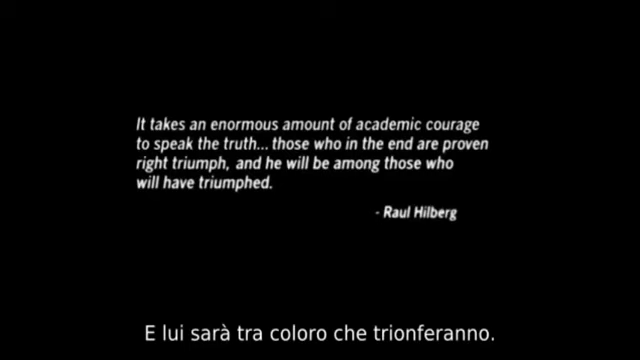 It takes an enormous amount of academic courage
to speak the truth... those who in the end are proven
right triumph, and he will be among those who
will have triumphed.
- Raul Hilberg
E lui sarà tra coloro che trionferanno.